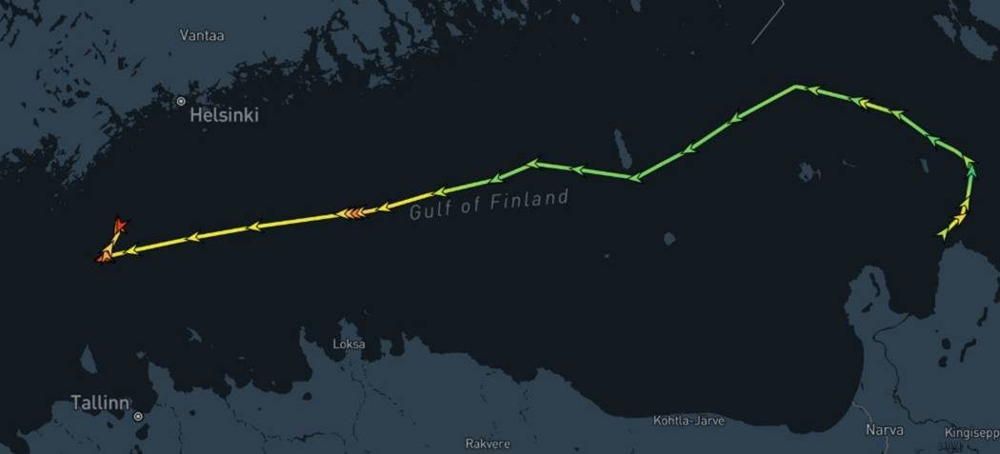 Vantaa
Helsinki
Gulf of Finland
Loksa
Tallinn
Kohtla-Järve
Narva
Kingisepp
Rakvere